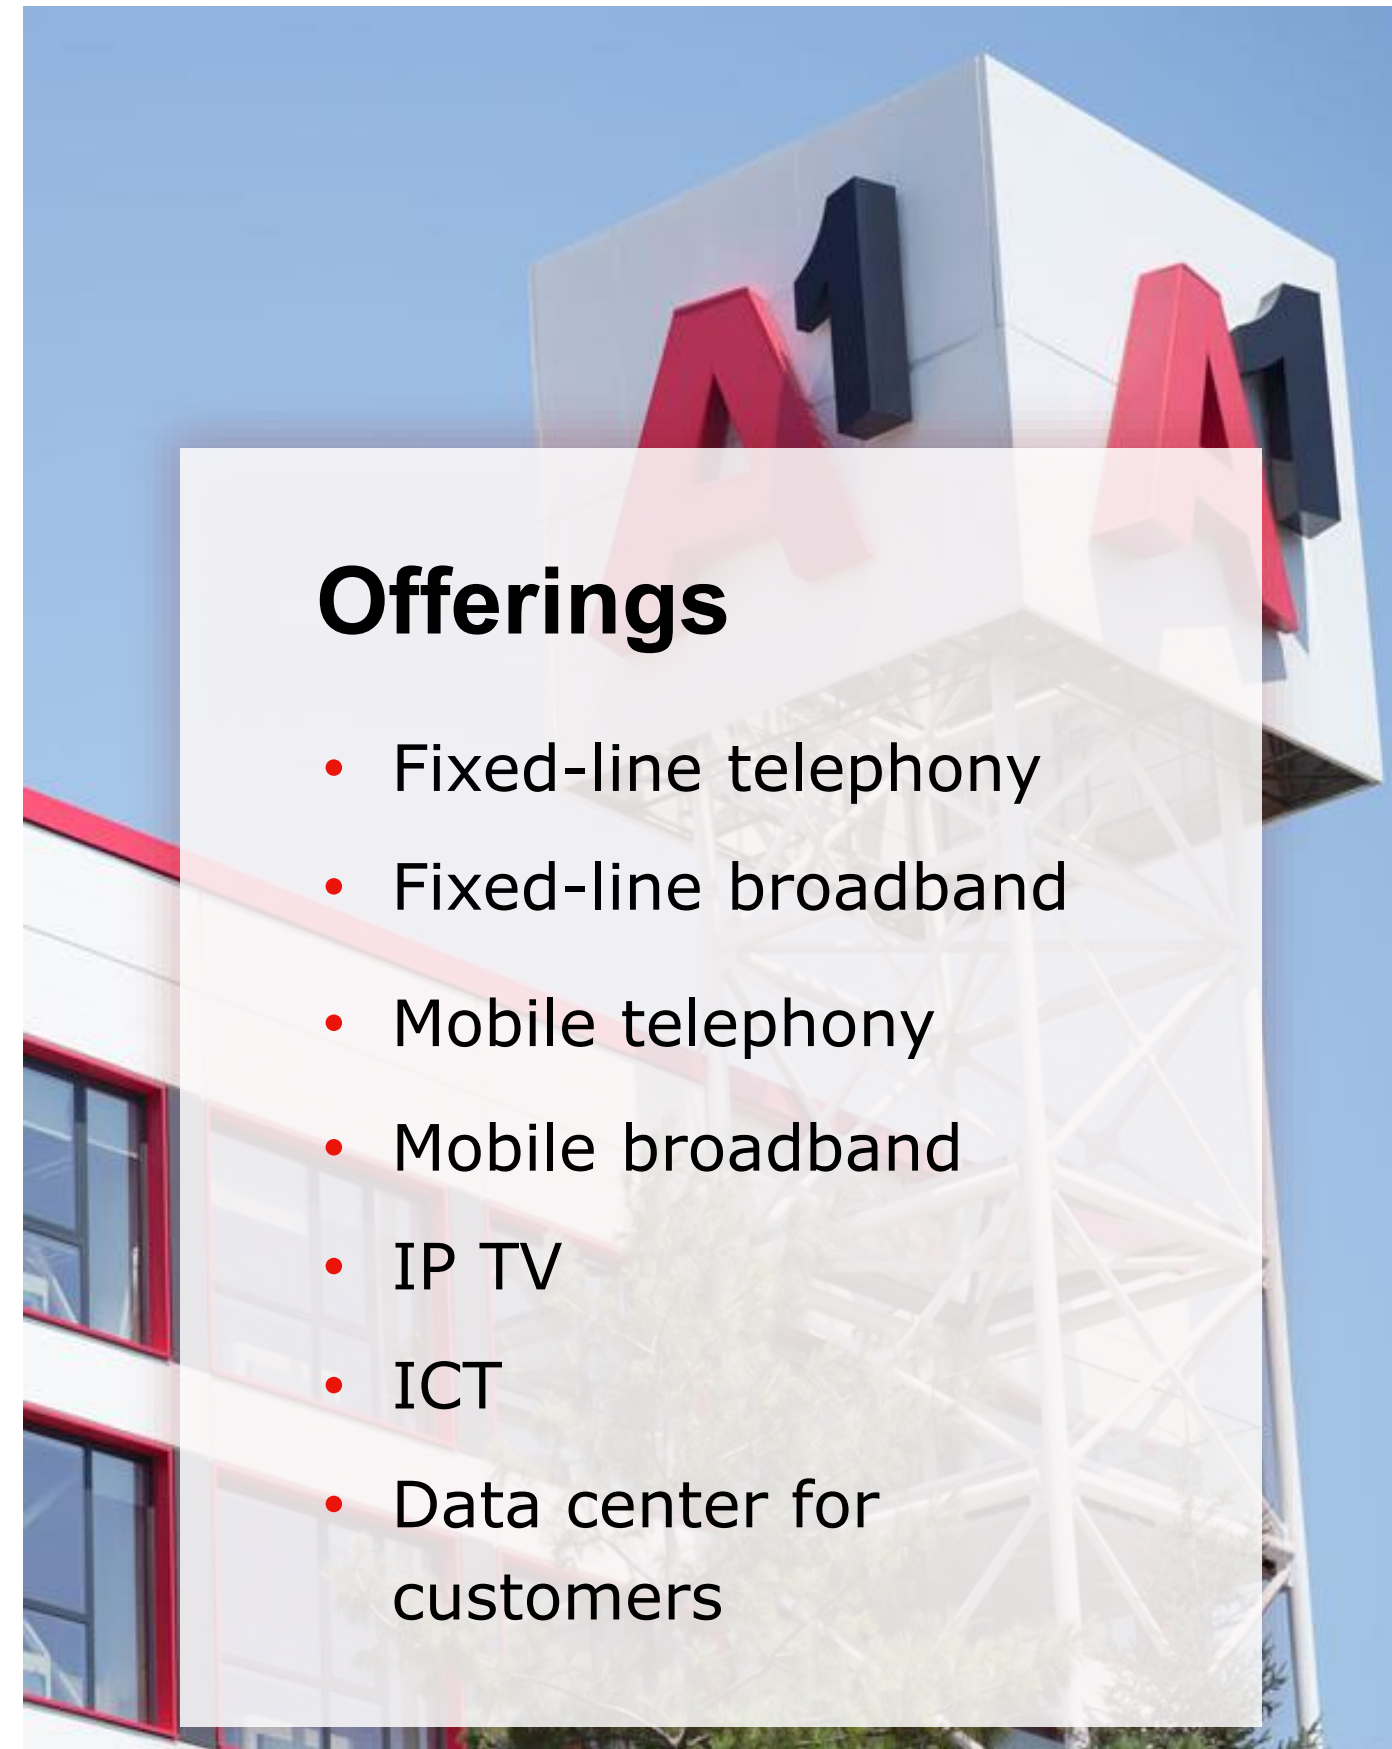 A1
A1
Offerings
• Fixed-line telephony
• Fixed-line broadband
• Mobile telephony
• Mobile broadband
• IP TV
• ICT
• Data center for
customers